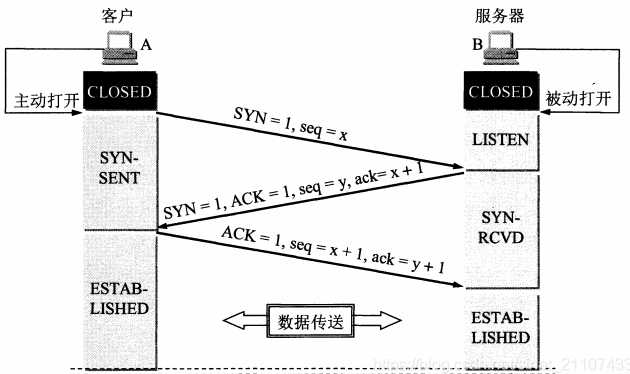 客户
服务器
A
B
主动打开
CLOSED
CLOSED
被动打开
SYN = 1, seq = x
LISTEN
SYN-
SENT
SYN = 1, ACK = 1, seq = y, ack= x + 1
SYN-
RCVD
ACK = 1, seq = x + 1, ack = y + 1
ESTAB-
LISHED
数据传送
ESTAB-
LISHED